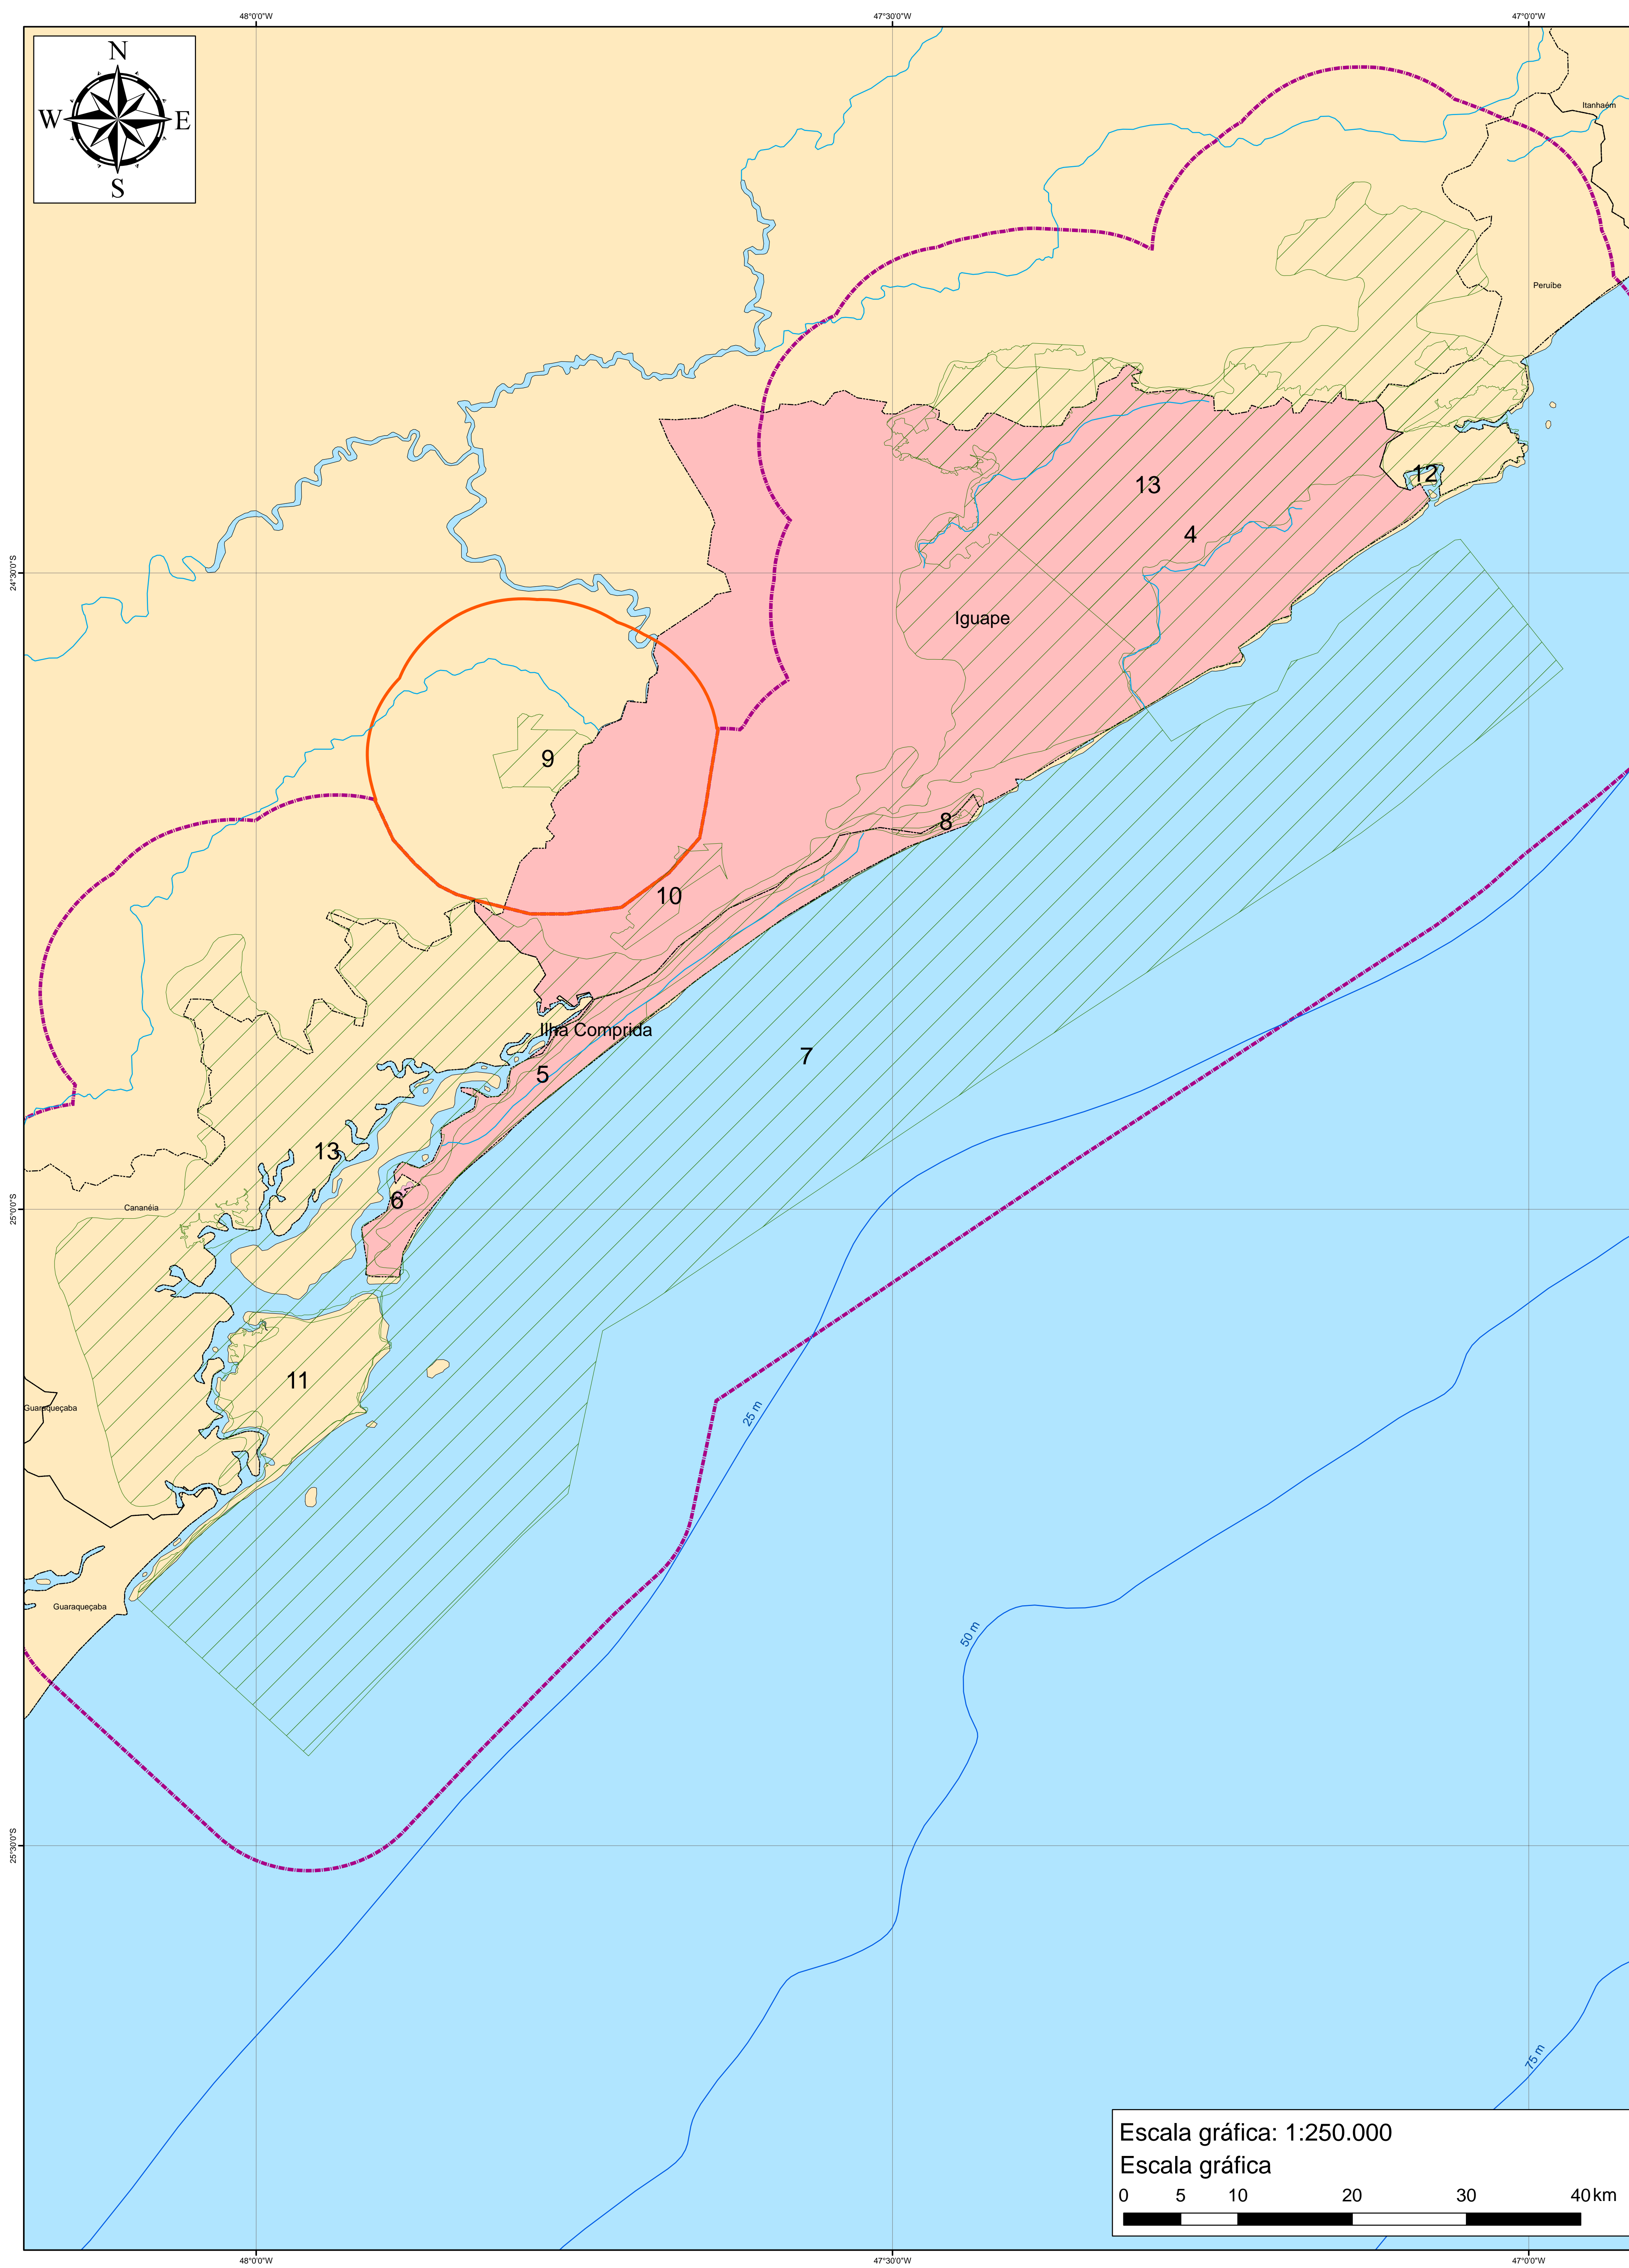 48°0'0"W
47°30'0"W
47°0'0"W
N
W
E
S
Itanhaém
Peruíbe
12
13
4
24°30'0"S
Iguape
9
8
10
Ilha Comprida
7
5
13
6
25°0'0"S
Cananéia
11
Guaraqueçaba
25 m
Guaraqueçaba
50 m
25°30'0"S
75 m
Escala gráfica: 1:250.000
Escala gráfica
0 5 10 20 30 40 km
48°0'0"W
47°30'0"W
47°0'0"W